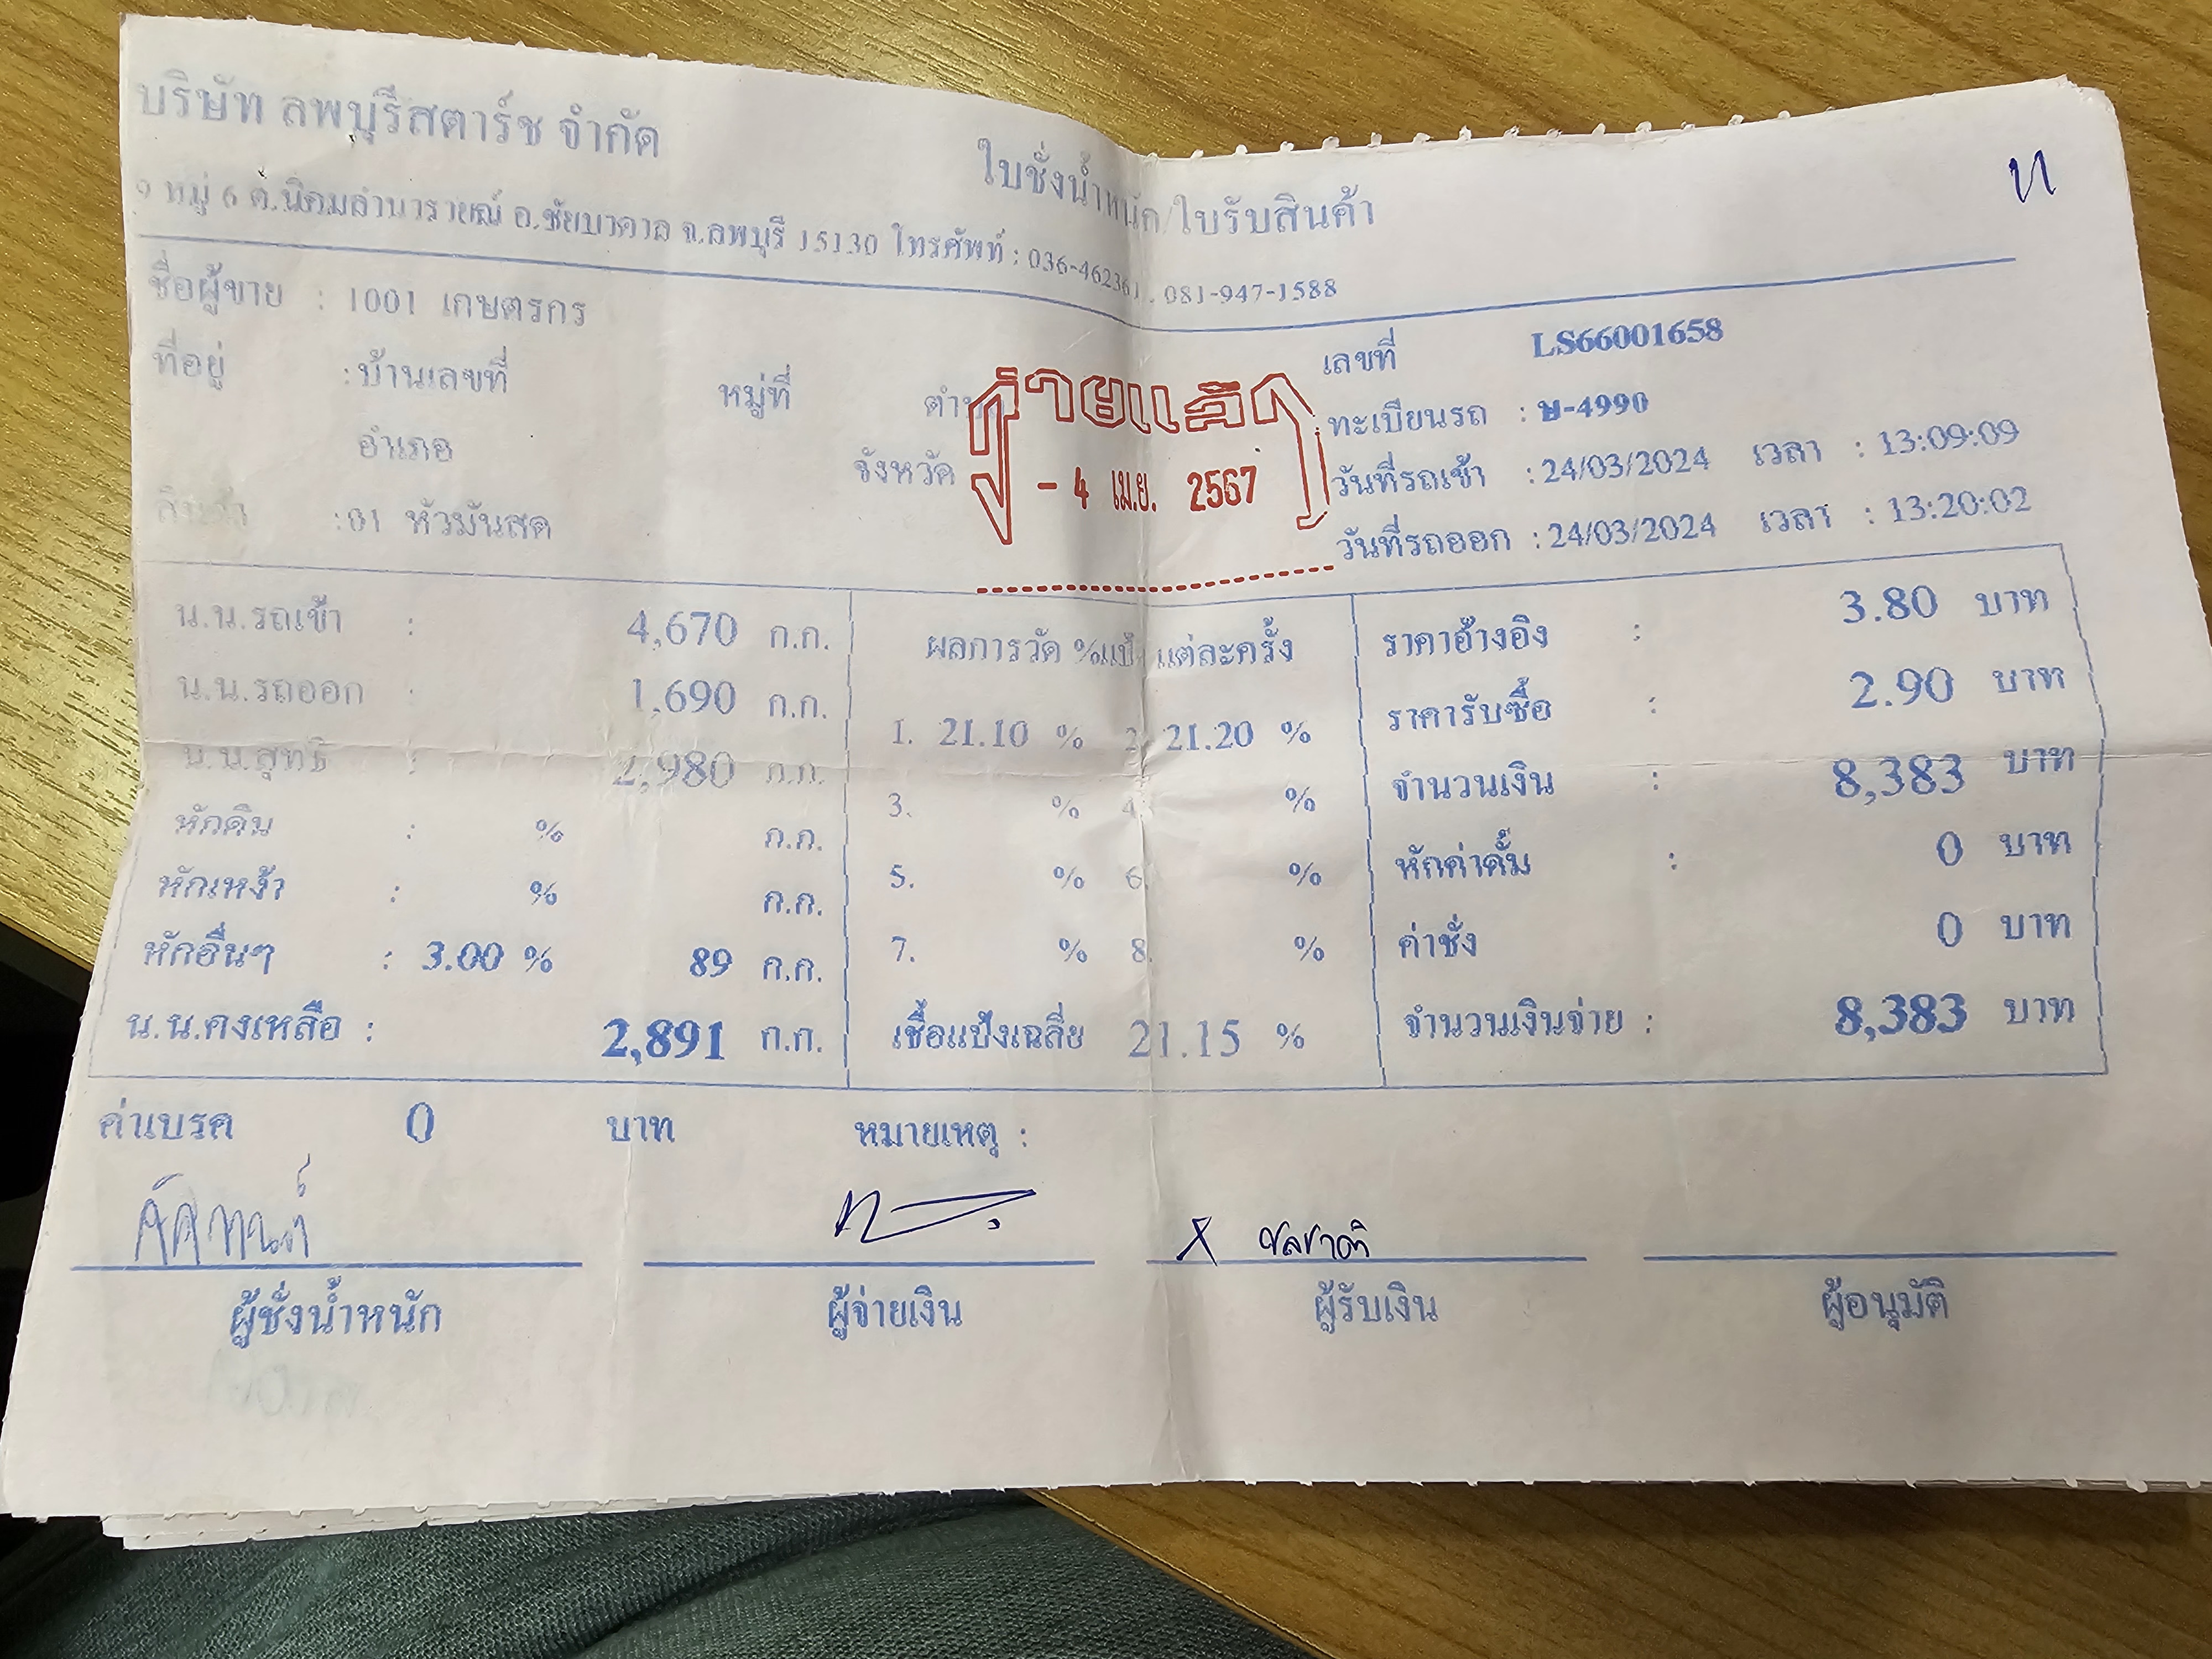 บริษัท ลพบุรีสตาร์ช จำกัด
ใบชั่งน้ำหนัก/ใบรับสินค้า
9 หมู่ 6 ต.นิคมลำนารายณ์ อ.ชัยบาดาล จ.ลพบุรี 15130 โทรศัพท์ : 036-462361, 081-947-1588
ชื่อผู้ขาย : 1001 เกษตรกร
เลขที่ LS66001658
ที่อยู่ : บ้านเลขที่ หมู่ที่
ทะเบียนรถ : ษ-4990
อำเภอ จังหวัด
วันที่รถเข้า : 24/03/2024 เวลา : 13:09:09
สินค้า : 01 หัวมันสด
วันที่รถออก : 24/03/2024 เวลา : 13:20:02
จ่ายแล้ว
- 4 เม.ย. 2567
น.น.รถเข้า : 4,670 ก.ก.
น.น.รถออก : 1,690 ก.ก.
น.น.สุทธิ : 2,980 ก.ก.
หักดิน : % ก.ก.
หักเหง้า : % ก.ก.
หักอื่นๆ : 3.00 % 89 ก.ก.
น.น.คงเหลือ : 2,891 ก.ก.
ผลการวัด %แป้ง แต่ละครั้ง
1. 21.10 % 2. 21.20 %
3. % 4. %
5. % 6. %
7. % 8. %
เชื้อแป้งเฉลี่ย 21.15 %
ราคาอ้างอิง : 3.80 บาท
ราคารับซื้อ : 2.90 บาท
จำนวนเงิน : 8,383 บาท
หักค่าดั้ม : 0 บาท
ค่าชั่ง 0 บาท
จำนวนเงินจ่าย : 8,383 บาท
ค่าเบรค 0 บาท หมายเหตุ :
X ชลชาติ
ผู้ชั่งน้ำหนัก ผู้จ่ายเงิน ผู้รับเงิน ผู้อนุมัติ